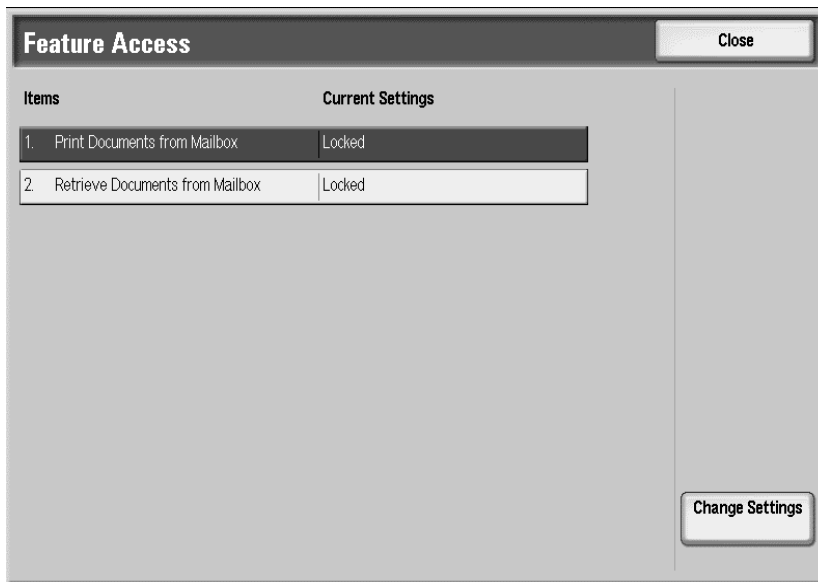 Feature Access
Close
Items Current Settings
1. Print Documents from Mailbox Locked
2. Retrieve Documents from Mailbox Locked
Change Settings